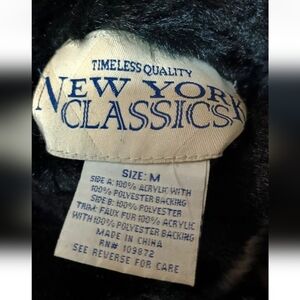 TIMELESS QUALITY
NEW YORK
CLASSICS
SIZE: M
SIDE A: 100% ACRYLIC WITH
100% POLYESTER BACKING
SIDE B: 100% POLYESTER
TRIM: FAUX FUR 100% ACRYLIC
WITH 100% POLYESTER BACKING
MADE IN CHINA
RN# 109872
SEE REVERSE FOR CARE